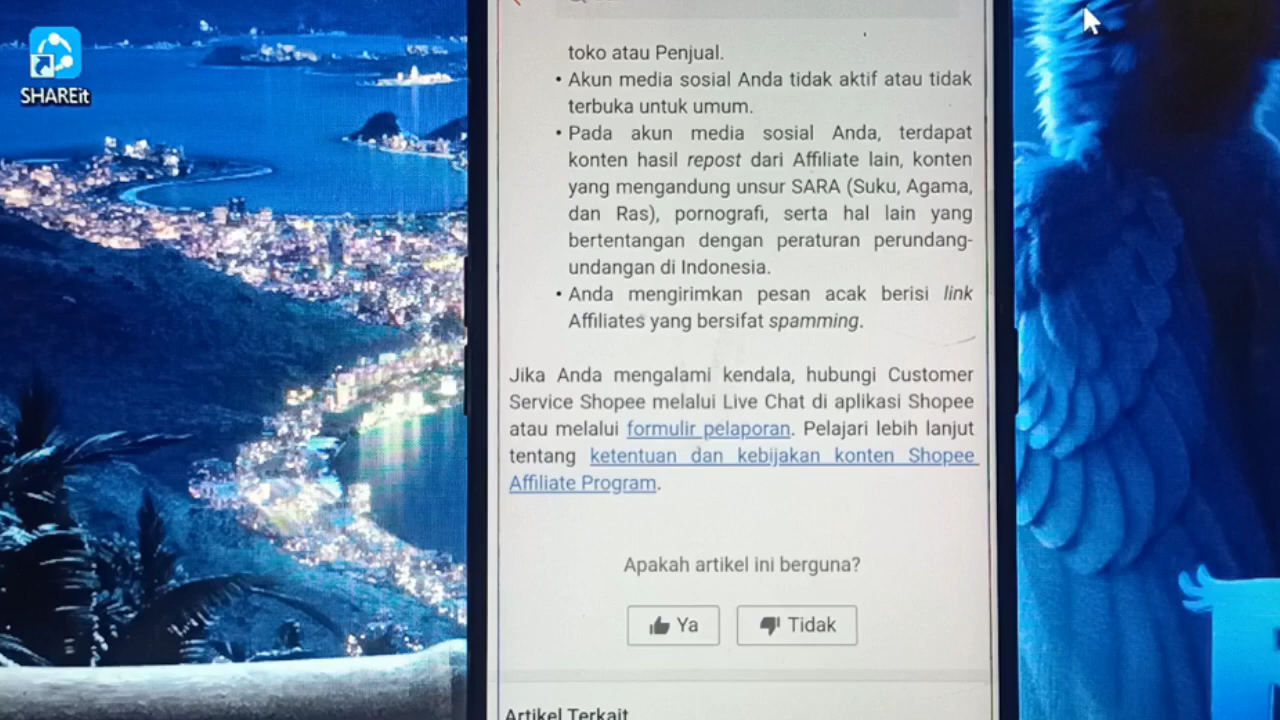 SHAREit
toko atau Penjual.
• Akun media sosial Anda tidak aktif atau tidak
terbuka untuk umum.
• Pada akun media sosial Anda, terdapat
konten hasil repost dari Affiliate lain, konten
yang mengandung unsur SARA (Suku, Agama,
dan Ras), pornografi, serta hal lain yang
bertentangan dengan peraturan perundang-
undangan di Indonesia.
• Anda mengirimkan pesan acak berisi link
Affiliates yang bersifat spamming.
Jika Anda mengalami kendala, hubungi Customer
Service Shopee melalui Live Chat di aplikasi Shopee
atau melalui formulir pelaporan. Pelajari lebih lanjut
tentang ketentuan dan kebijakan konten Shopee
Affiliate Program.
Apakah artikel ini berguna?
Ya
Tidak
Artikel Terkait